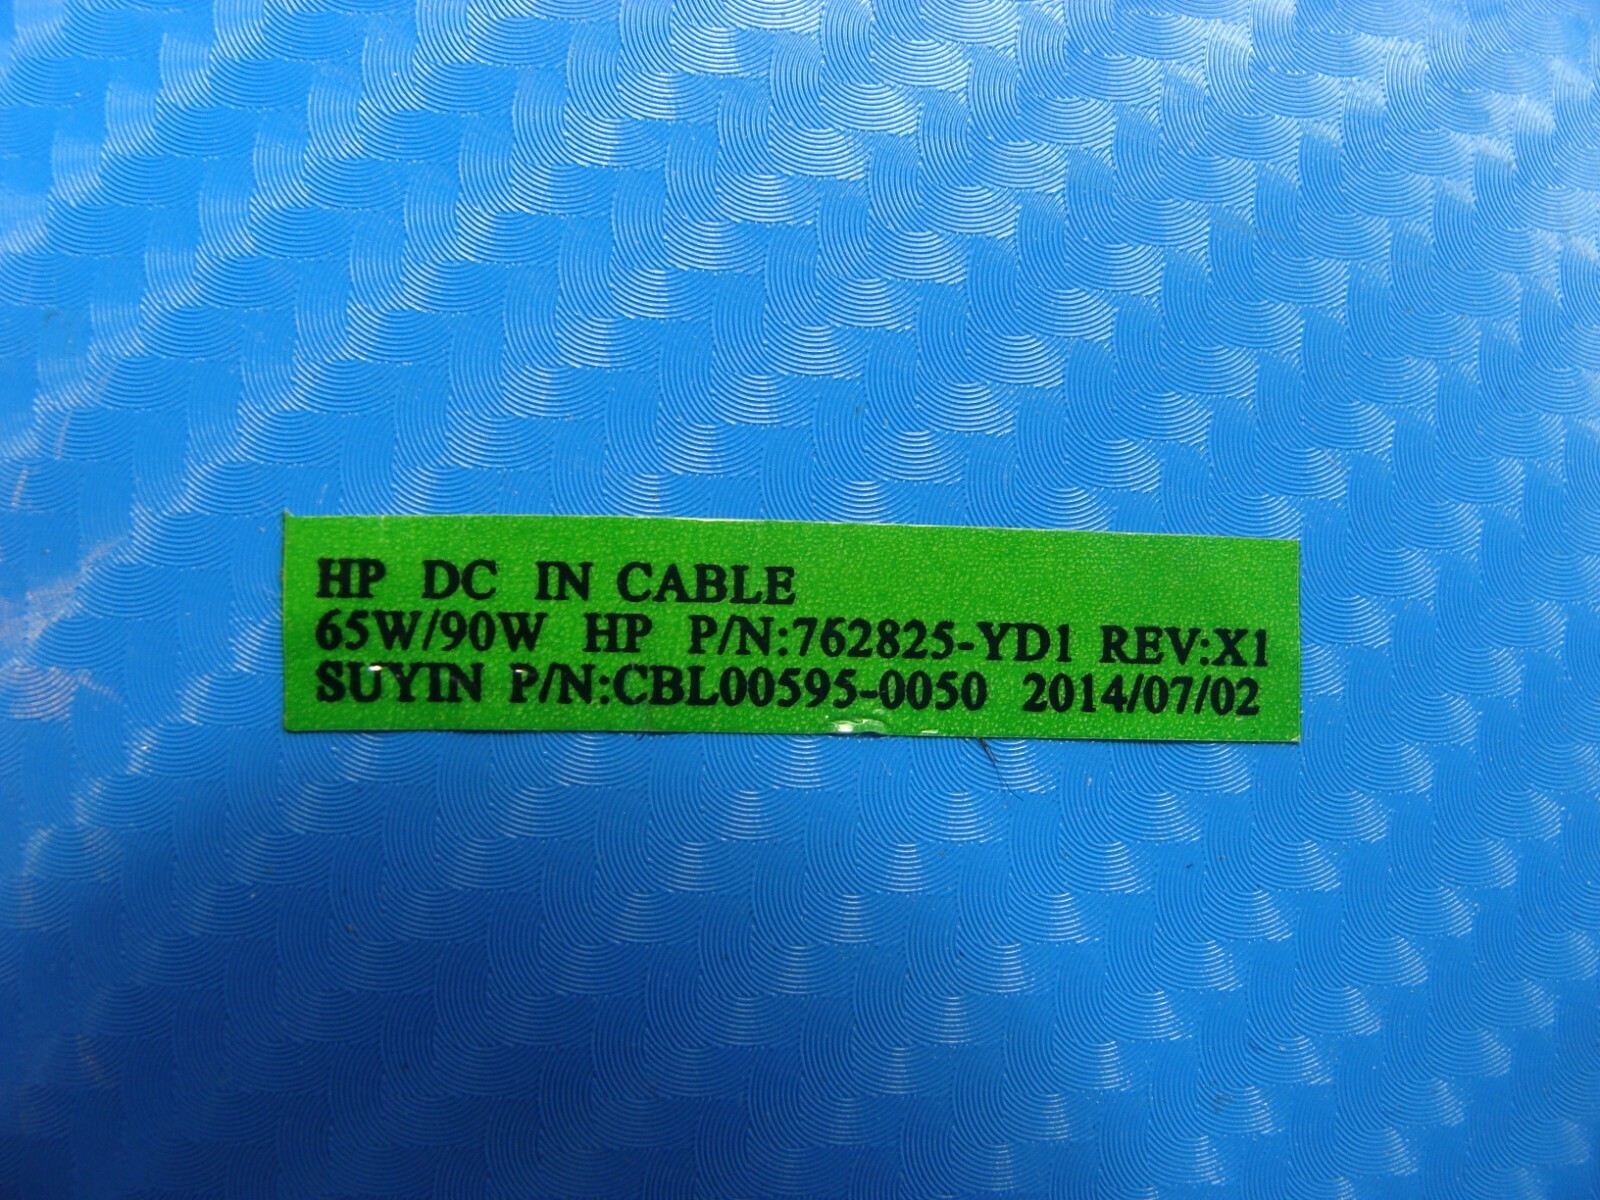 HP DC IN CABLE
65W/90W HP P/N:762825-YD1 REV:X1
SUYIN P/N:CBL00595-0050 2014/07/02